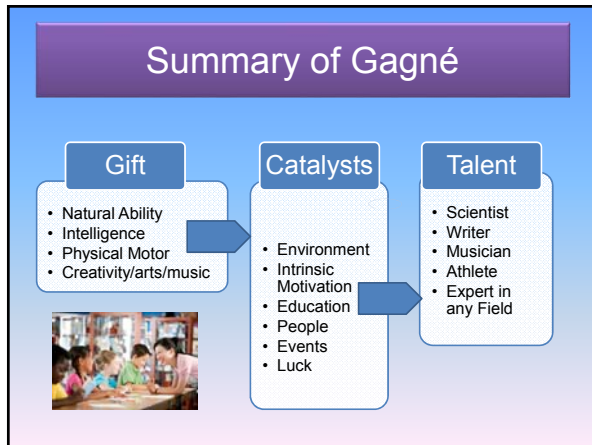 Summary of Gagné
Gift
• Natural Ability
• Intelligence
• Physical Motor
• Creativity/arts/music
Catalysts
• Environment
• Intrinsic
Motivation
• Education
• People
• Events
• Luck
Talent
• Scientist
• Writer
• Musician
• Athlete
• Expert in
any Field